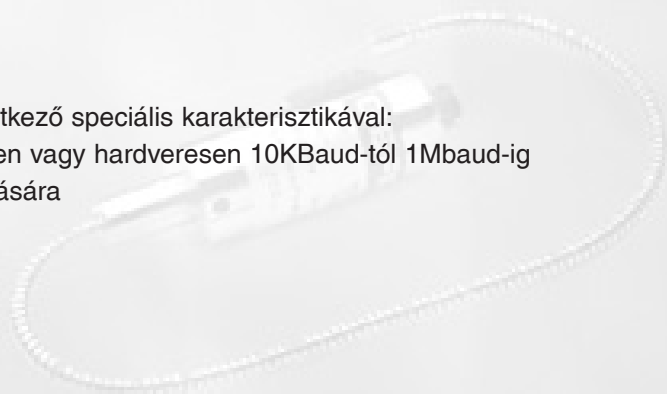 tkező speciális karakterisztikával:
en vagy hardveresen 10KBaud-tól 1Mbaud-ig
ására